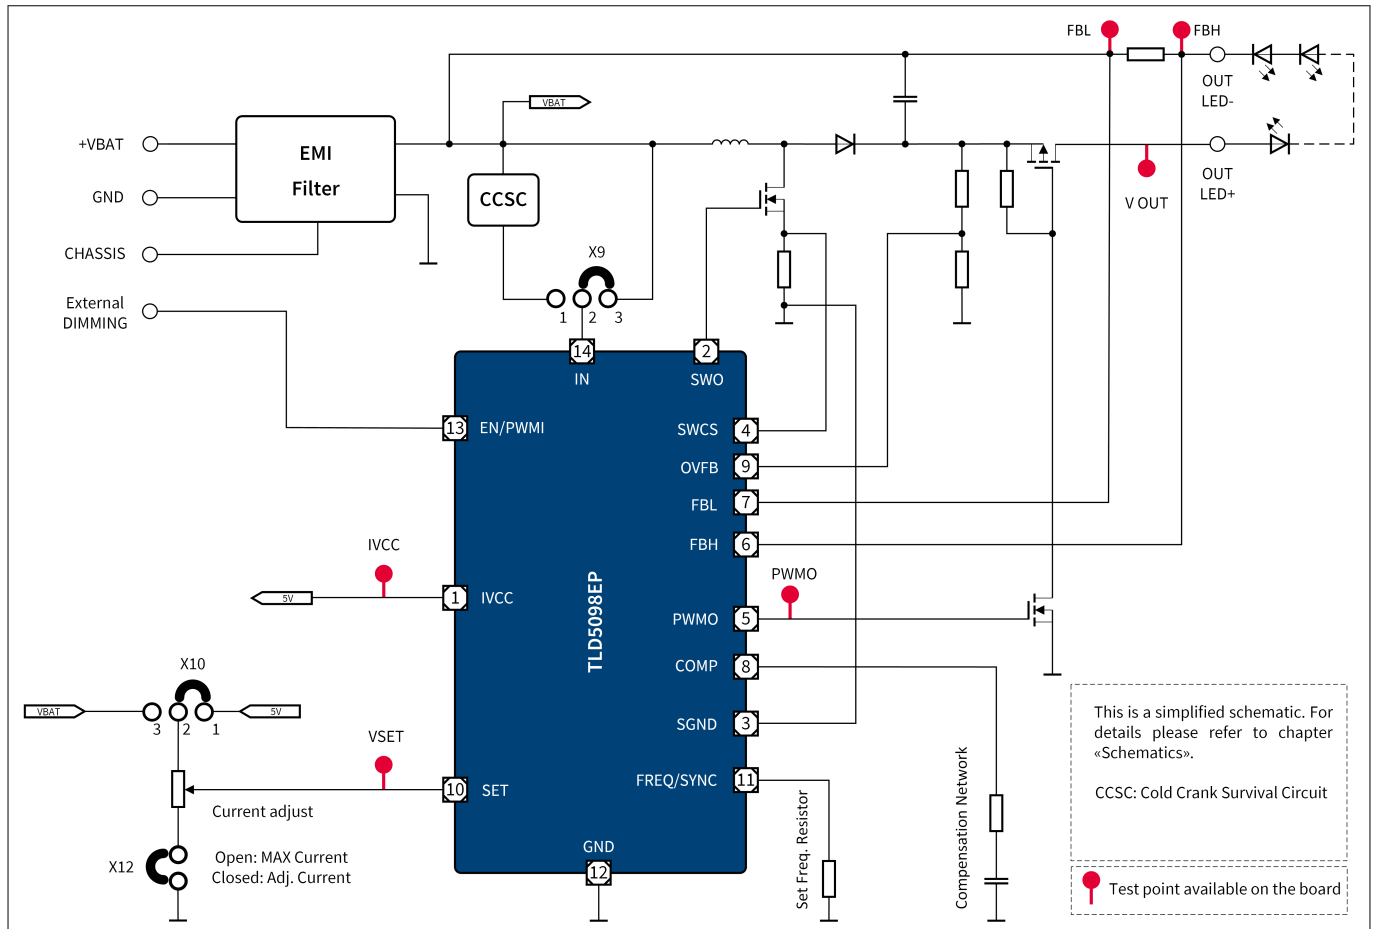 FBL
FBH
VBAT
OUT
LED-
+VBAT
EMI
Filter
GND
CCSC
OUT
LED+
V OUT
CHASSIS
X9
External
DIMMING
1
2
3
14
2
IN
SWO
13
EN/PWMI
SWCS
4
OVFB
9
FBL
7
FBH
6
IVCC
5V
1
IVCC
TLD5098EP
PWMO
PWMO
5
COMP
8
X10
VBAT
5V
3
2
1
SGND
3
VSET
10
SET
FREQ/SYNC
11
Current adjust
X12
Open: MAX Current
Closed: Adj. Current
GND
12
Set Freq. Resistor
Compensation Network
This is a simplified schematic. For
details please refer to chapter
«Schematics».
CCSC: Cold Crank Survival Circuit
Test point available on the board